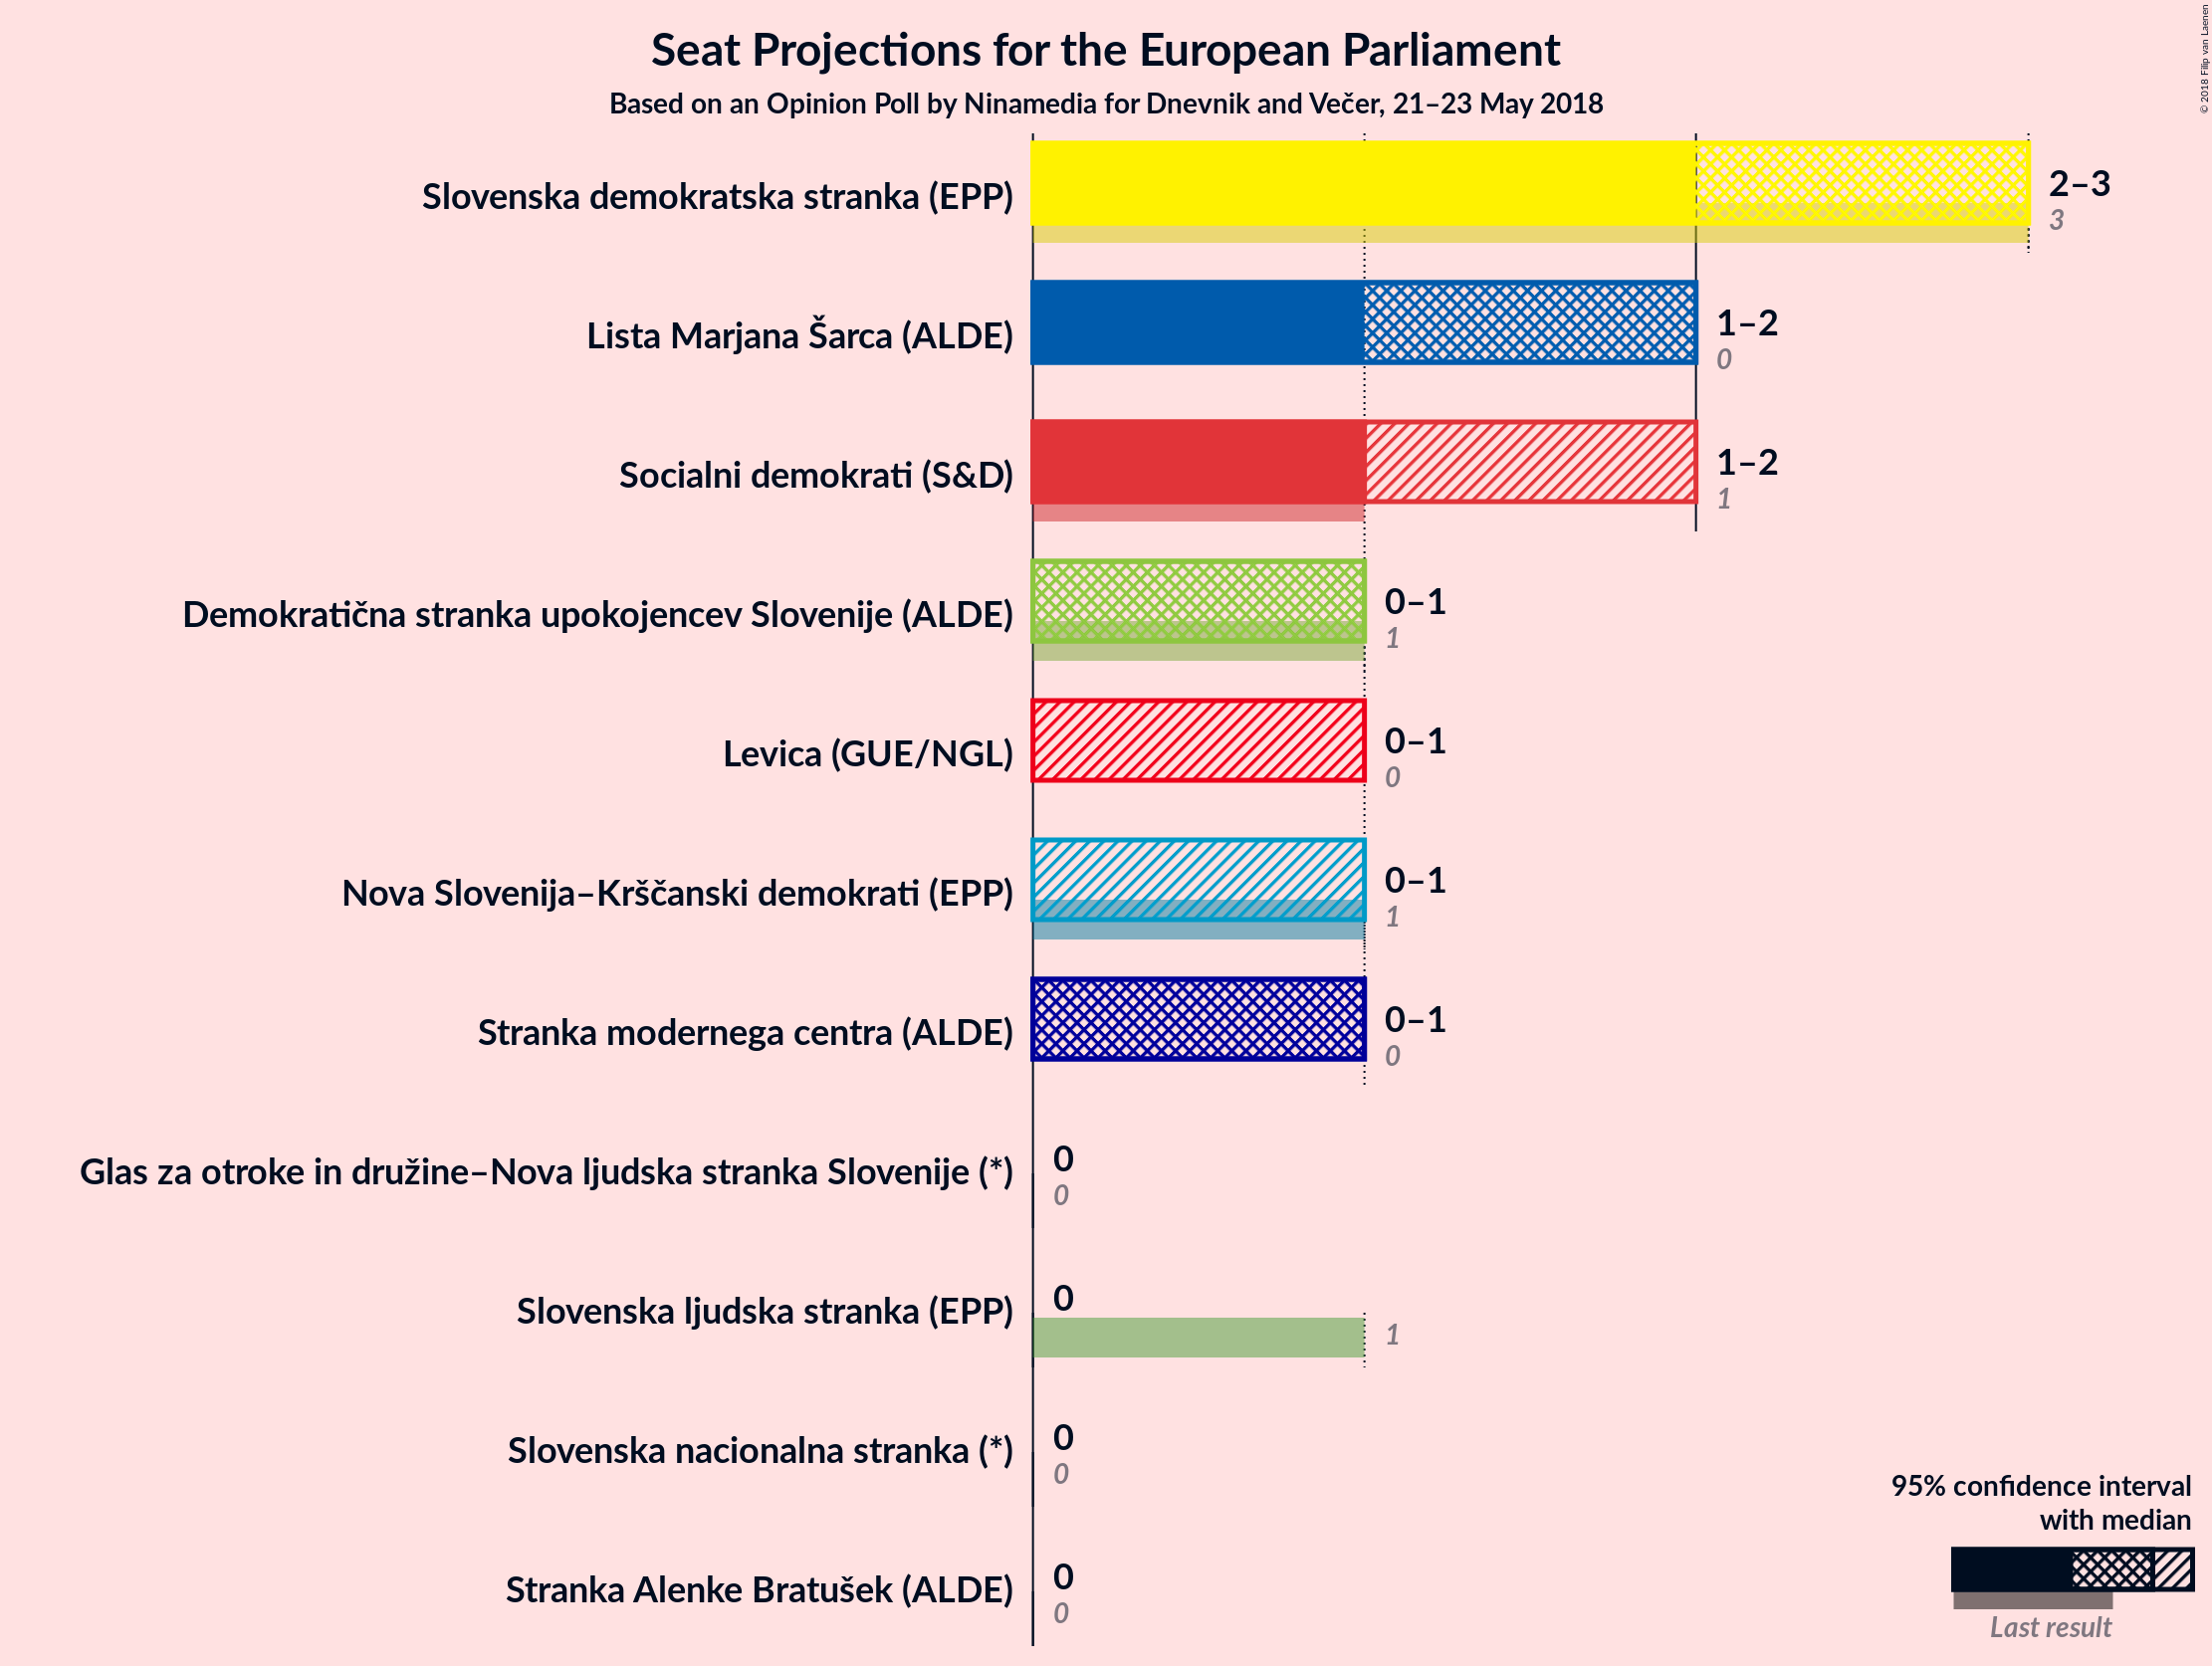 Seat Projections for the European Parliament
Based on an Opinion Poll by Ninamedia for Dnevnik and Večer, 21–23 May 2018
© 2018 Filip van Laenen
Slovenska demokratska stranka (EPP)
2–3
3
Lista Marjana Šarca (ALDE)
1–2
0
Socialni demokrati (S&D)
1–2
1
Demokratična stranka upokojencev Slovenije (ALDE)
0–1
1
Levica (GUE/NGL)
0–1
0
Nova Slovenija–Krščanski demokrati (EPP)
0–1
1
Stranka modernega centra (ALDE)
0–1
0
Glas za otroke in družine–Nova ljudska stranka Slovenije (*)
0
0
Slovenska ljudska stranka (EPP)
0
1
Slovenska nacionalna stranka (*)
0
0
Stranka Alenke Bratušek (ALDE)
0
0
95% confidence interval
with median
Last result